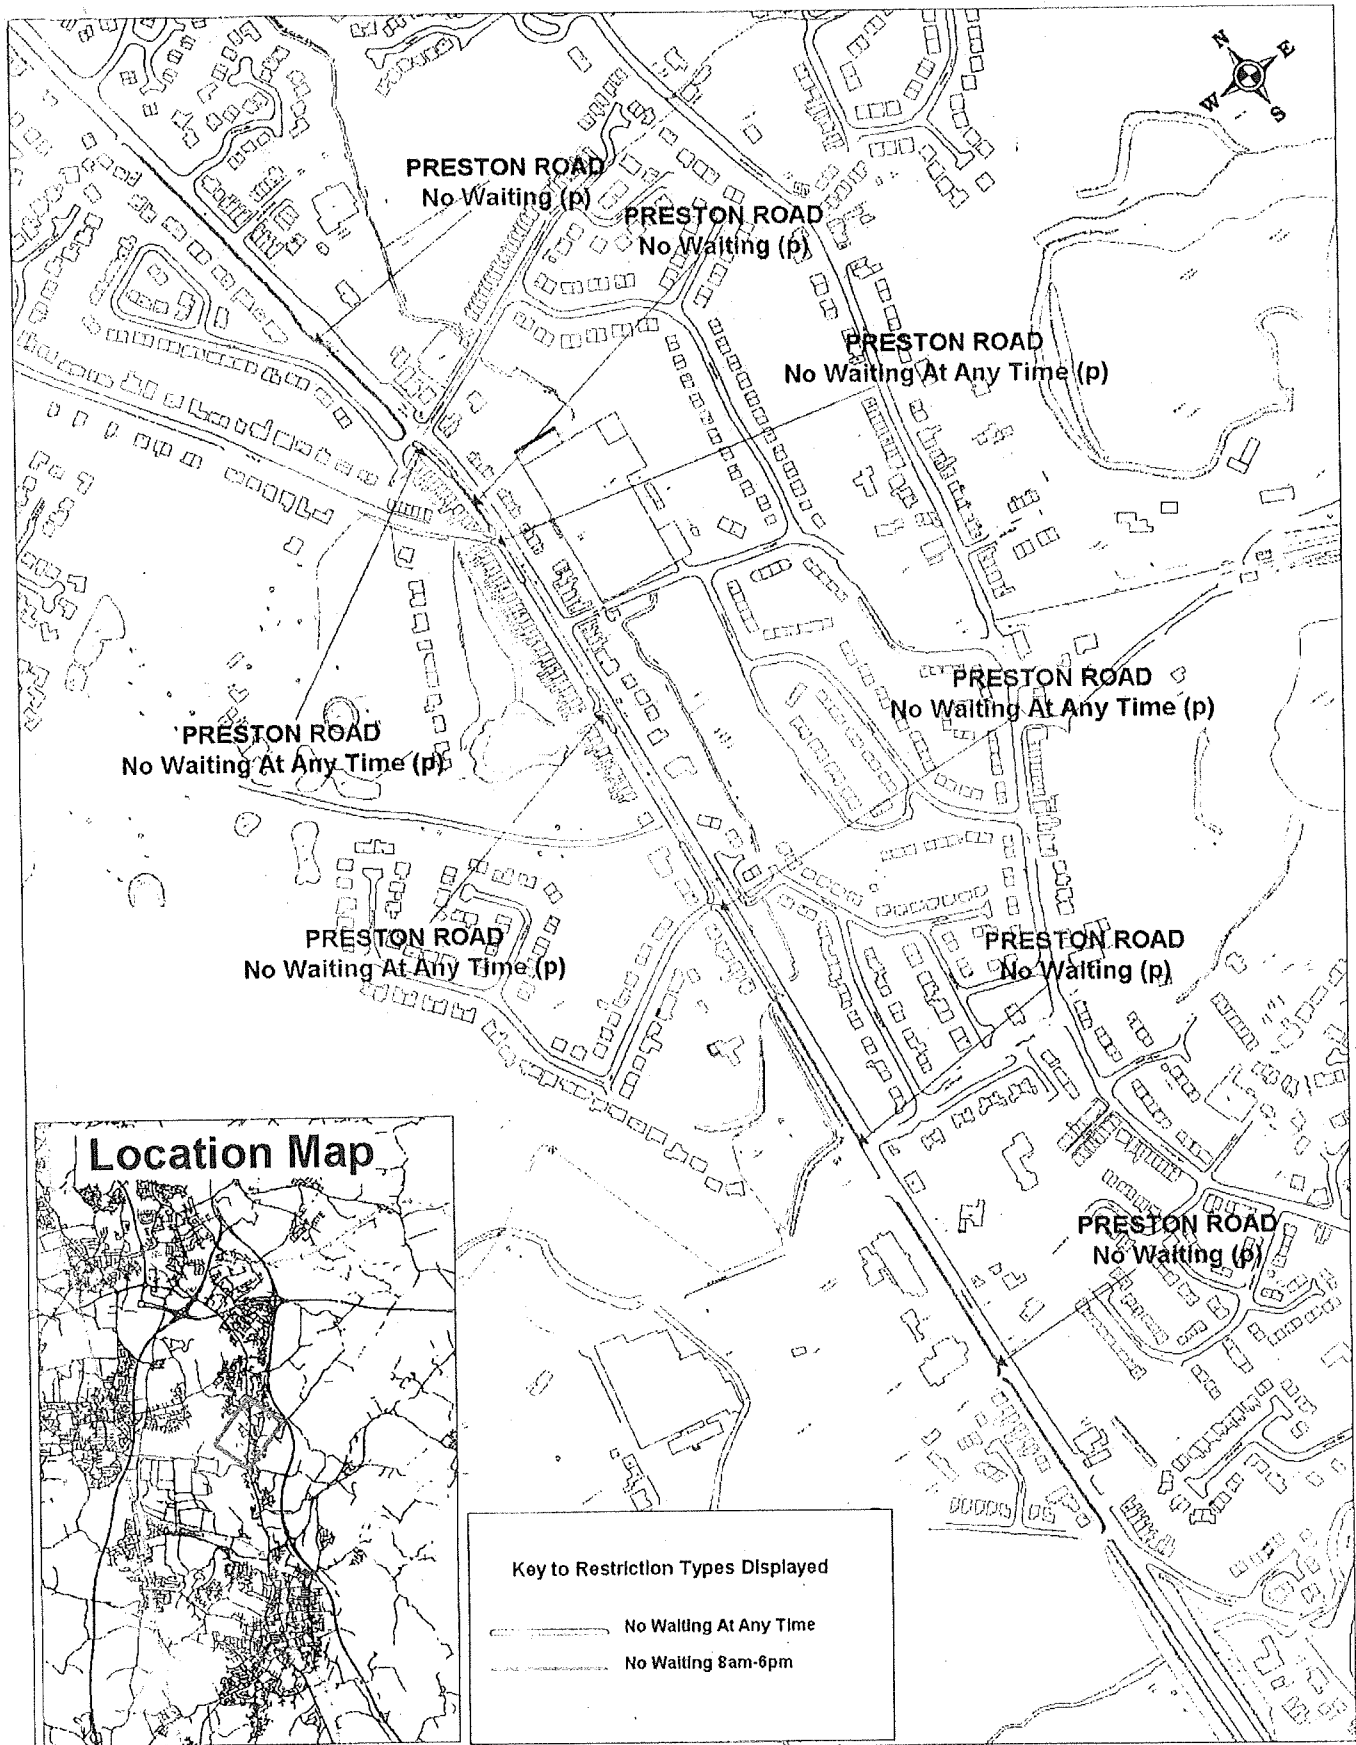 N
E
W
S
PRESTON ROAD
No Waiting (p)
PRESTON ROAD
No Waiting (p)
PRESTON ROAD
No Waiting At Any Time (p)
PRESTON ROAD
No Waiting At Any Time (p)
PRESTON ROAD
No Waiting At Any Time (p)
PRESTON ROAD
No Waiting At Any Time (p)
PRESTON ROAD
No Waiting (p)
Location Map
PRESTON ROAD
No Waiting (p)
Key to Restriction Types Displayed
No Waiting At Any Time
No Waiting 8am-6pm